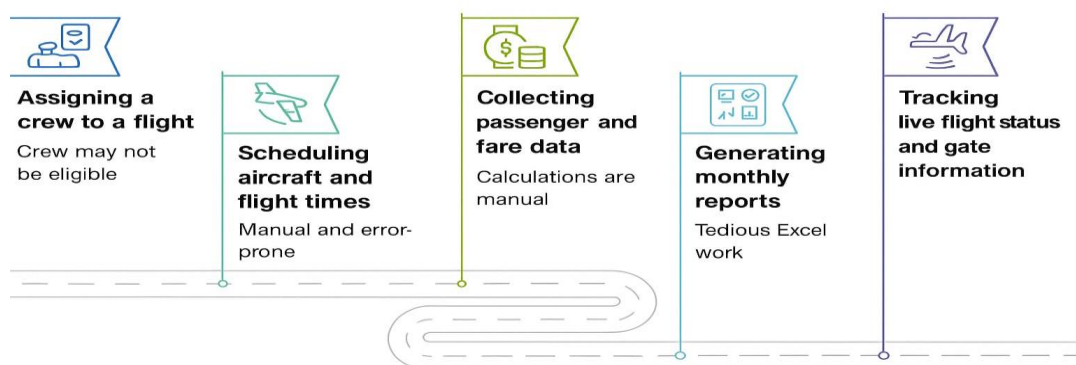 Assigning a
crew to a flight
Crew may not
be eligible
Scheduling
aircraft and
flight times
Manual and error-
prone
$
Collecting
passenger and
fare data
Calculations are
manual
Generating
monthly
reports
Tedious Excel
work
Tracking
live flight status
and gate
information